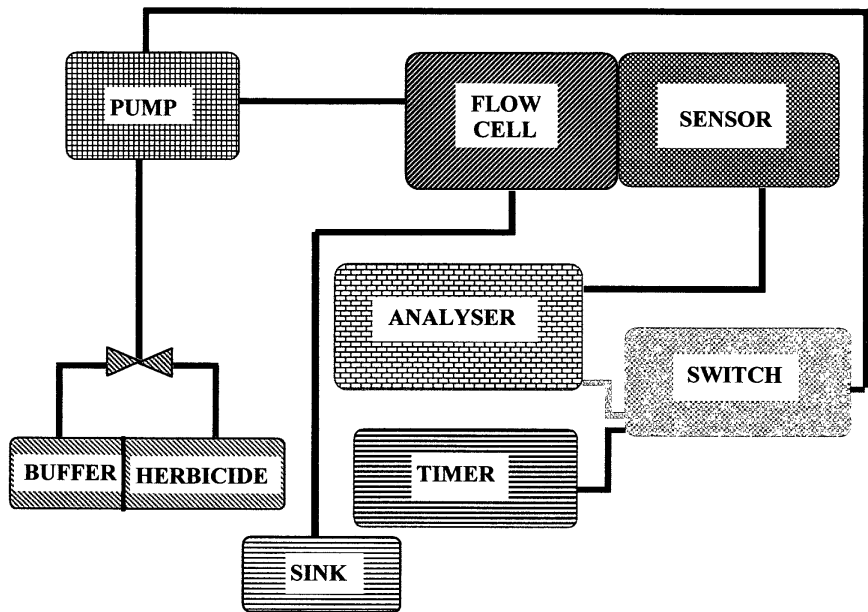 PUMP
FLOW
CELL
SENSOR
ANALYSER
SWITCH
BUFFER
HERBICIDE
TIMER
SINK